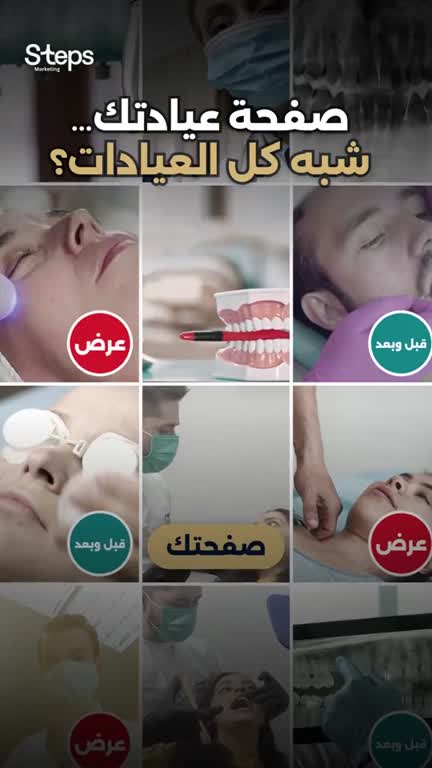 Steps
Marketing
صفحة عيادتك...
شبه كل العيادات؟
عرض
قبل وبعد
قبل وبعد
صفحتك
عرض
عرض
قبل وبعد